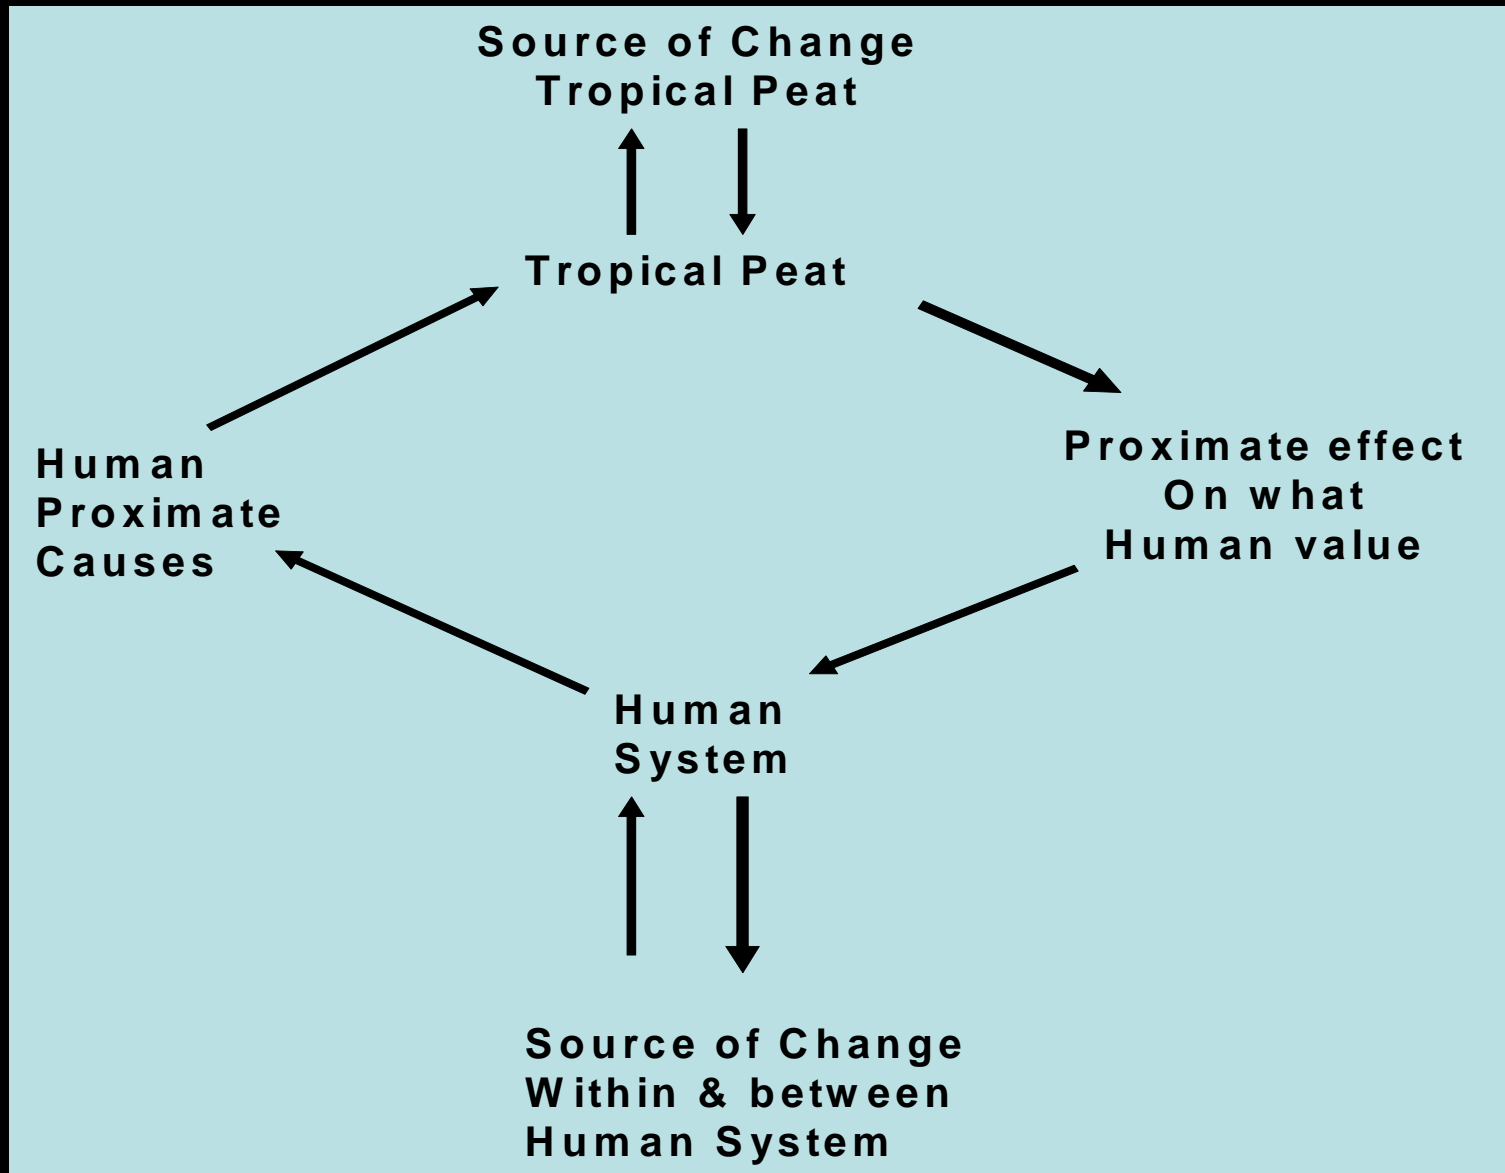 Source of Change
Tropical Peat
Tropical Peat
Human
Proximate
Causes
Proximate effect
On what
Human value
Human
System
Source of Change
Within & between
Human System